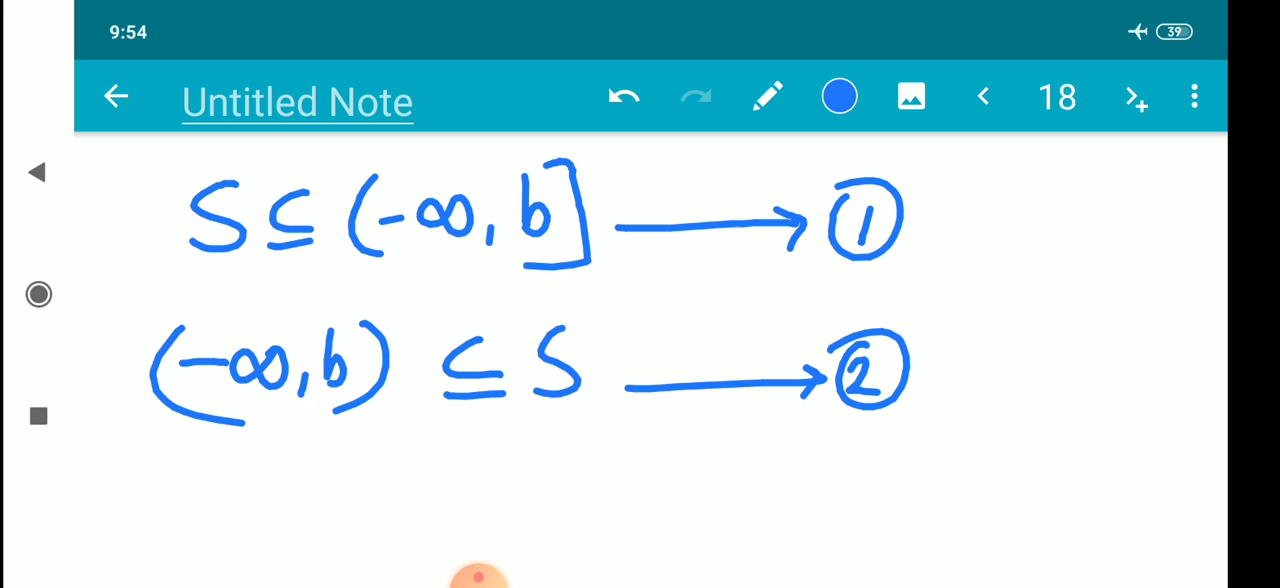 9:54
39
Untitled Note
18
S ⊆ (-∞, b] ⟶ ①
(-∞, b) ⊆ S ⟶ ②